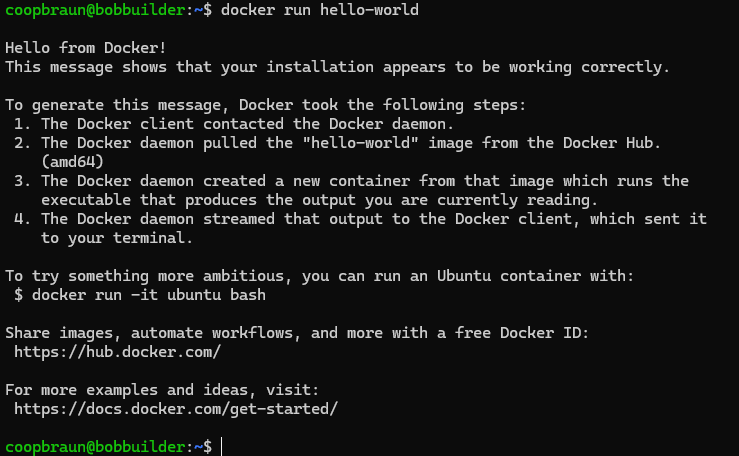 coopbraun@bobbuilder:~$ docker run hello-world
Hello from Docker!
This message shows that your installation appears to be working correctly.
To generate this message, Docker took the following steps:
1. The Docker client contacted the Docker daemon.
2. The Docker daemon pulled the "hello-world" image from the Docker Hub.
(amd64)
3. The Docker daemon created a new container from that image which runs the
executable that produces the output you are currently reading.
4. The Docker daemon streamed that output to the Docker client, which sent it
to your terminal.
To try something more ambitious, you can run an Ubuntu container with:
$ docker run -it ubuntu bash
Share images, automate workflows, and more with a free Docker ID:
https://hub.docker.com/
For more examples and ideas, visit:
https://docs.docker.com/get-started/
coopbraun@bobbuilder:~$